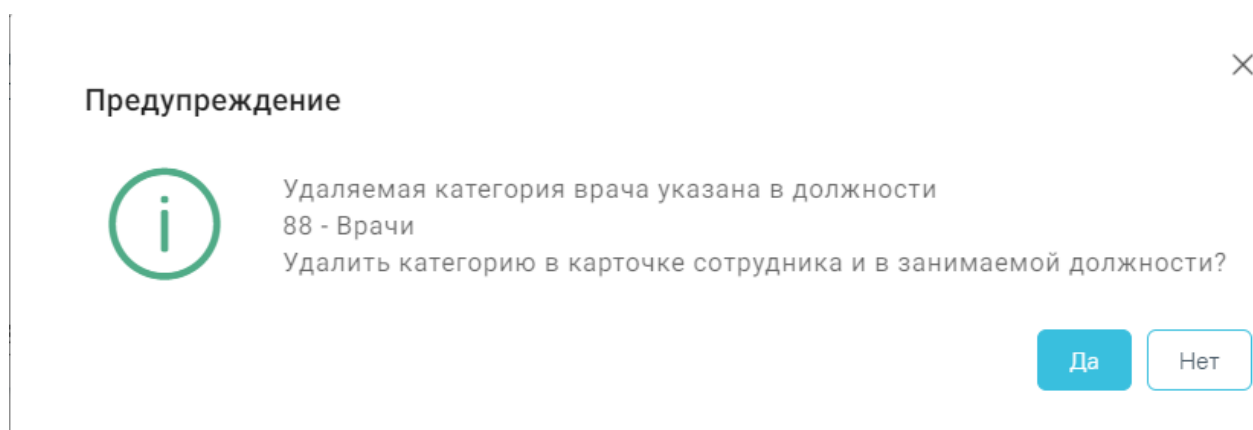 Предупреждение
Удаляемая категория врача указана в должности
88 - Врачи
Удалить категорию в карточке сотрудника и в занимаемой должности?
Да
Нет